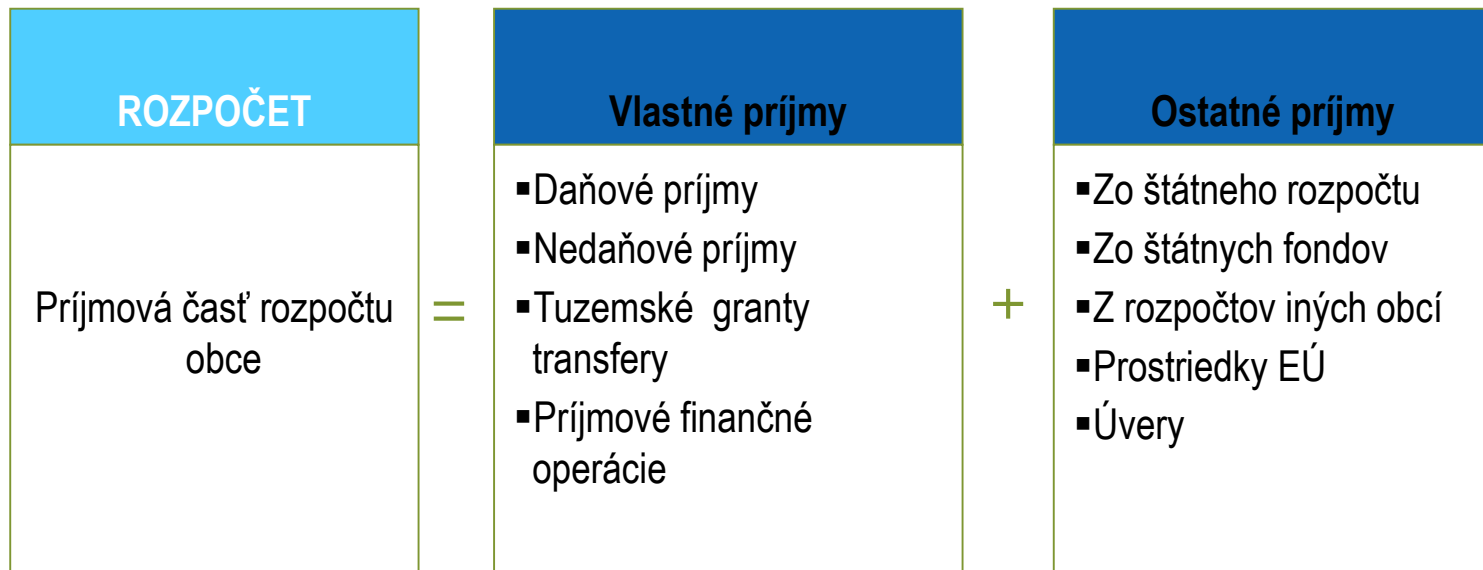 ROZPOČET
Príjmová časť rozpočtu
obce
=
Vlastné príjmy
▪Daňové príjmy
▪Nedaňové príjmy
▪Tuzemské granty
transfery
▪Príjmové finančné
operácie
+
Ostatné príjmy
▪Zo štátneho rozpočtu
▪Zo štátnych fondov
▪Z rozpočtov iných obcí
▪Prostriedky EÚ
▪Úvery